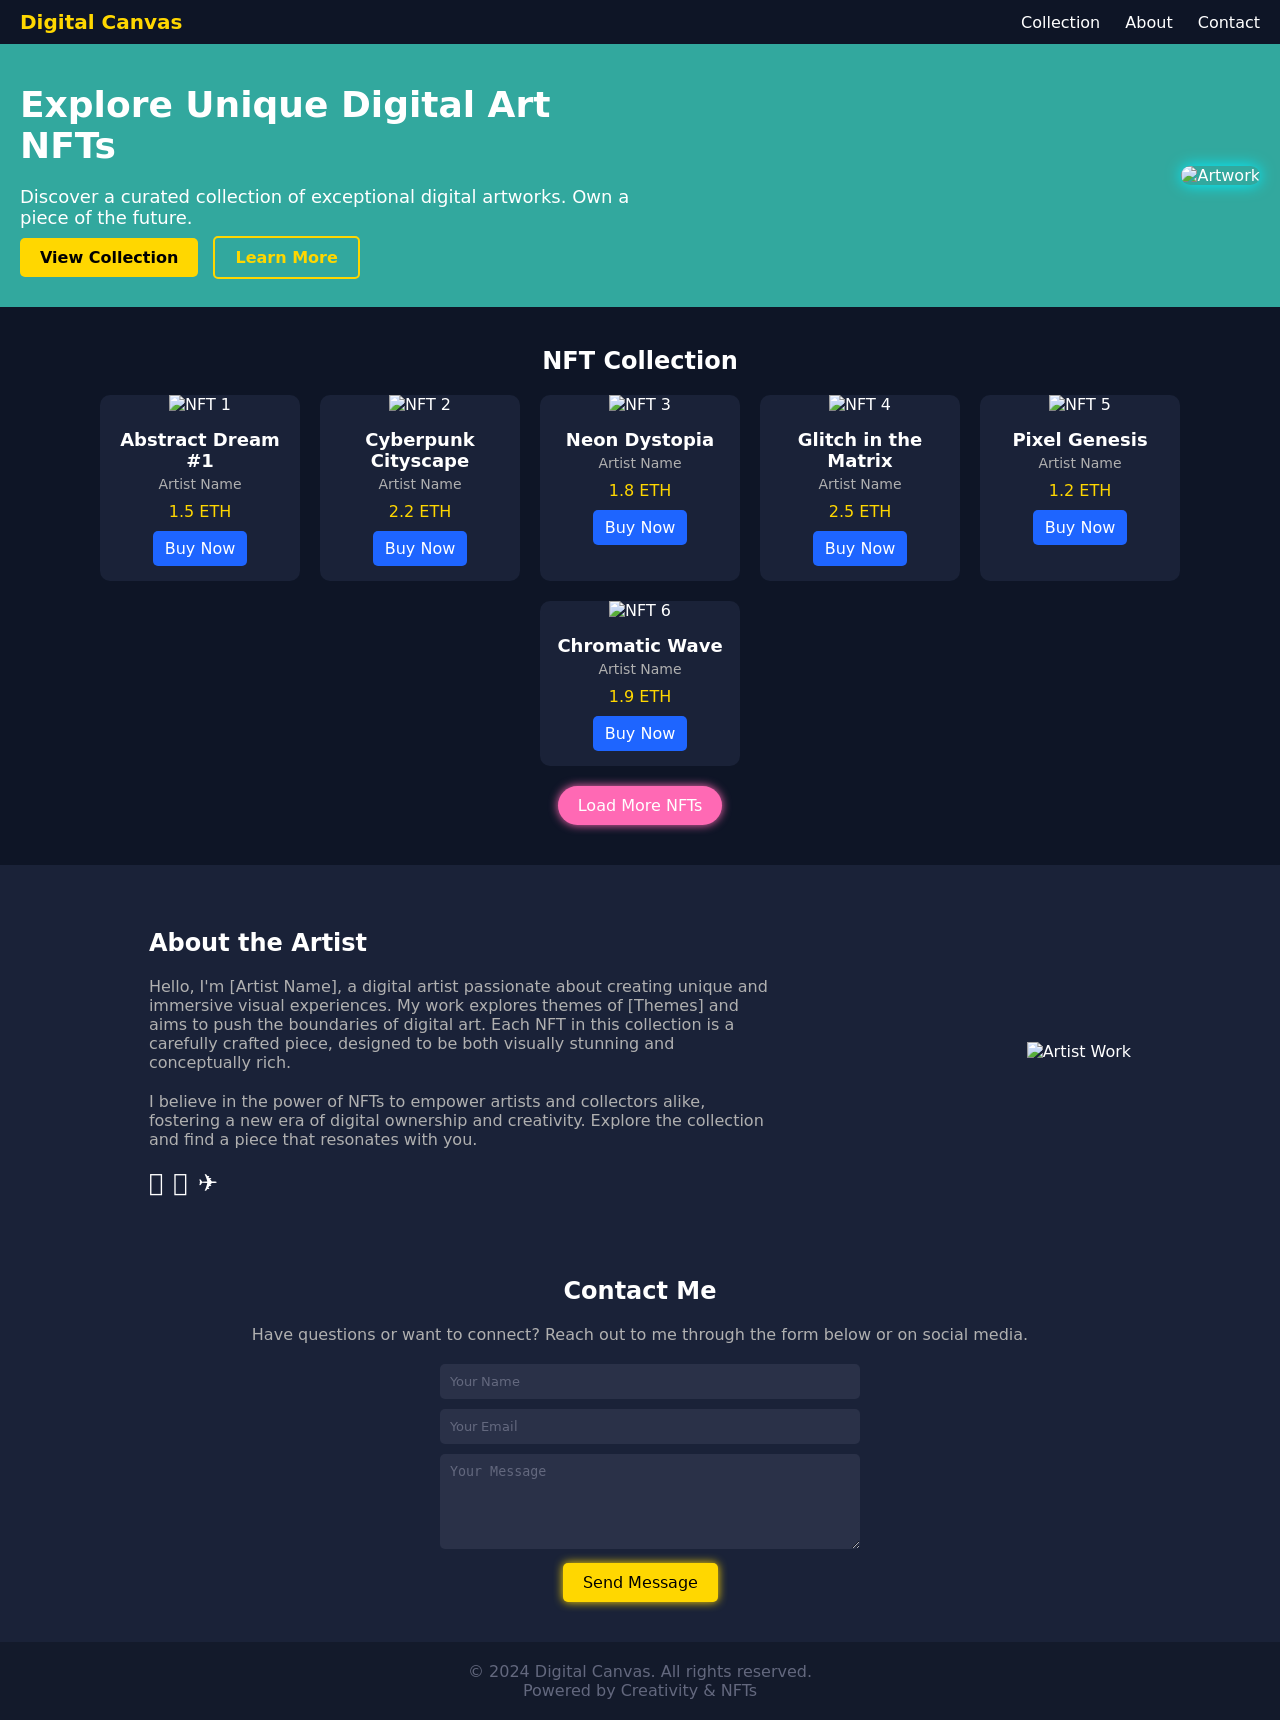 Digital Canvas
Collection About Contact
Explore Unique Digital Art
NFTs
Discover a curated collection of exceptional digital artworks. Own a
piece of the future.
View Collection Learn More
Artwork
NFT Collection
NFT 1
Abstract Dream
#1
Artist Name
1.5 ETH
Buy Now
NFT 2
Cyberpunk
Cityscape
Artist Name
2.2 ETH
Buy Now
NFT 3
Neon Dystopia
Artist Name
1.8 ETH
Buy Now
NFT 4
Glitch in the
Matrix
Artist Name
2.5 ETH
Buy Now
NFT 5
Pixel Genesis
Artist Name
1.2 ETH
Buy Now
NFT 6
Chromatic Wave
Artist Name
1.9 ETH
Buy Now
Load More NFTs
About the Artist
Hello, I'm [Artist Name], a digital artist passionate about creating unique and
immersive visual experiences. My work explores themes of [Themes] and
aims to push the boundaries of digital art. Each NFT in this collection is a
carefully crafted piece, designed to be both visually stunning and
conceptually rich.
I believe in the power of NFTs to empower artists and collectors alike,
fostering a new era of digital ownership and creativity. Explore the collection
and find a piece that resonates with you.
Artist Work
Contact Me
Have questions or want to connect? Reach out to me through the form below or on social media.
Your Name
Your Email
Your Message
Send Message
© 2024 Digital Canvas. All rights reserved.
Powered by Creativity & NFTs